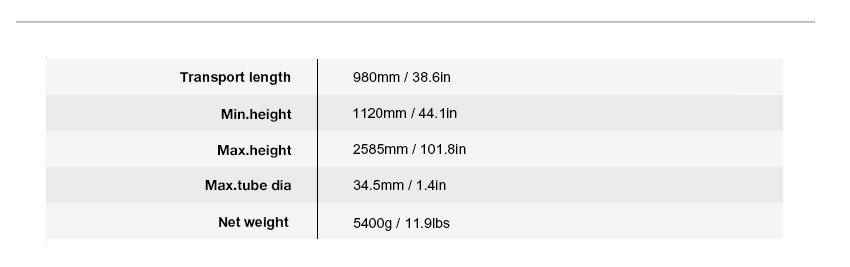 Transport length 980mm / 38.6in
Min.height 1120mm / 44.1in
Max.height 2585mm / 101.8in
Max.tube dia 34.5mm / 1.4in
Net weight 5400g / 11.9lbs